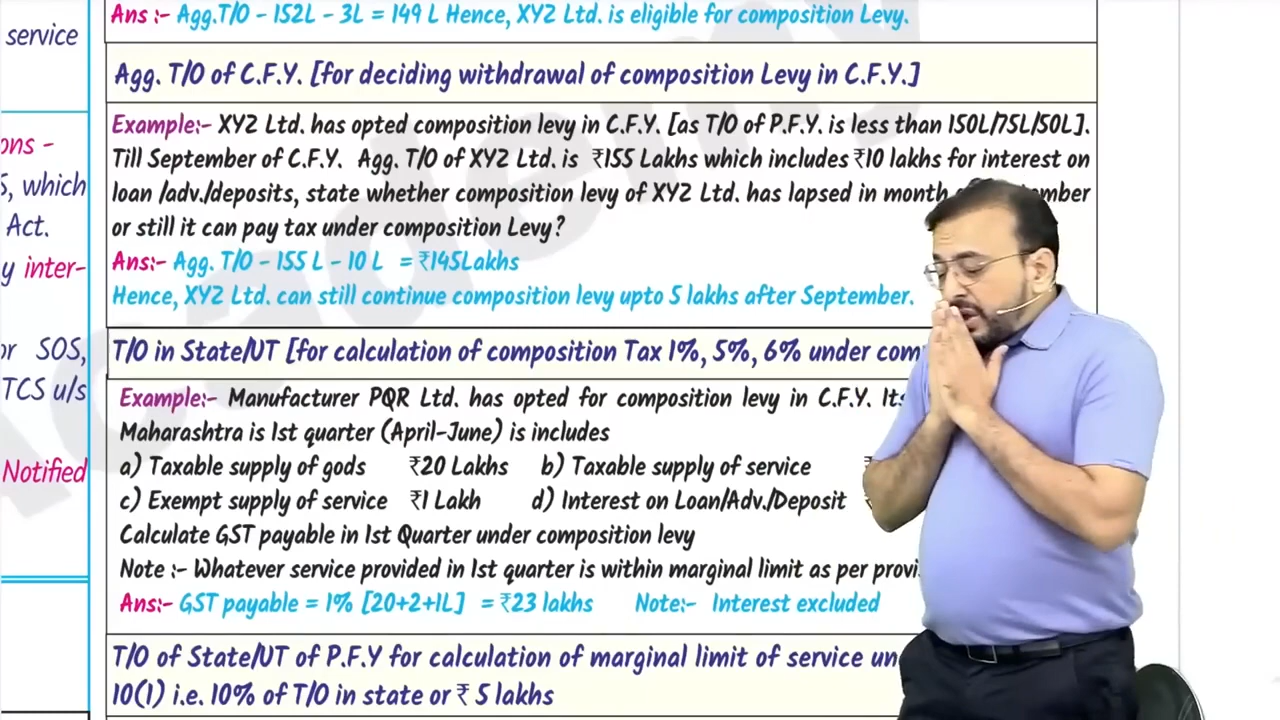 service
ons -
S, which
Act.
y inter-
or SOS,
TCS u/s
Notified
Ans :- Agg.T/O - 152L - 3L = 149 L Hence, XYZ Ltd. is eligible for composition Levy.
Agg. T/O of C.F.Y. [for deciding withdrawal of composition Levy in C.F.Y.]
Example:- XYZ Ltd. has opted composition levy in C.F.Y. [as T/O of P.F.Y. is less than 150L/75L/50L].
Till September of C.F.Y. Agg. T/O of XYZ Ltd. is ₹155 Lakhs which includes ₹10 lakhs for interest on
loan /adv./deposits, state whether composition levy of XYZ Ltd. has lapsed in month
or still it can pay tax under composition Levy?
Ans:- Agg. T/O - 155 L - 10 L = ₹145Lakhs
Hence, XYZ Ltd. can still continue composition levy upto 5 lakhs after September.
T/O in State/UT [for calculation of composition Tax 1%, 5%, 6% under com
Example:- Manufacturer PQR Ltd. has opted for composition levy in C.F.Y. Its
Maharashtra is 1st quarter (April-June) is includes
a) Taxable supply of gods ₹20 Lakhs b) Taxable supply of service
c) Exempt supply of service ₹1 Lakh d) Interest on Loan/Adv./Deposit
Calculate GST payable in 1st Quarter under composition levy
Note :- Whatever service provided in 1st quarter is within marginal limit as per provi
Ans:- GST payable = 1% [20+2+1L] = ₹23 lakhs Note:- Interest excluded
T/O of State/UT of P.F.Y for calculation of marginal limit of service un
10(1) i.e. 10% of T/O in state or ₹ 5 lakhs